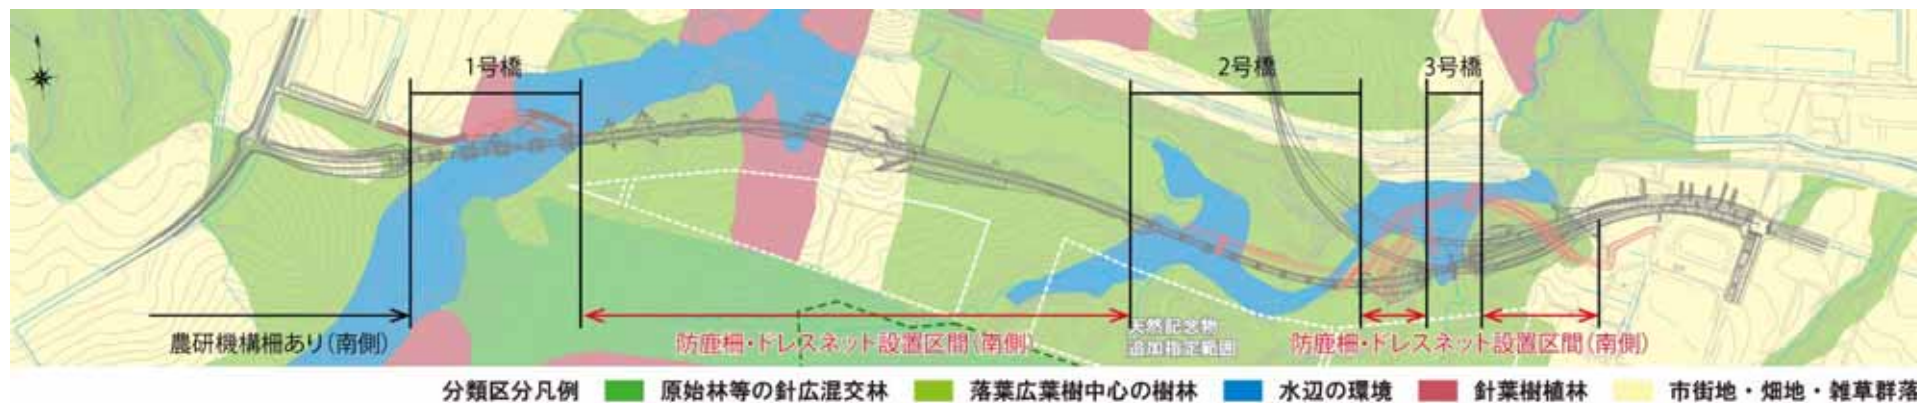 1号橋
2号橋
3号橋
農研機構柵あり（南側）
防鹿柵・ドレスネット設置区間（南側）
天然記念物
追加指定範囲
防鹿柵・ドレスネット設置区間（南側）
分類区分凡例 原始林等の針広混交林 落葉広葉樹中心の樹林 水辺の環境 針葉樹植林 市街地・畑地・雑草群落